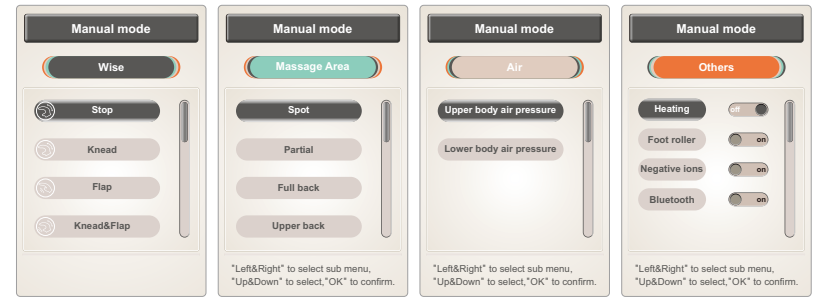 Manual mode
Wise
Stop
Knead
Flap
Knead&Flap
Manual mode
Massage Area
Spot
Partial
Full back
Upper back
"Left&Right" to select sub menu,
"Up&Down" to select,"OK" to confirm.
Manual mode
Air
Upper body air pressure
Lower body air pressure
"Left&Right" to select sub menu,
"Up&Down" to select,"OK" to confirm.
Manual mode
Others
Heating off
Foot roller on
Negative ions on
Bluetooth on
"Left&Right" to select sub menu,
"Up&Down" to select,"OK" to confirm.